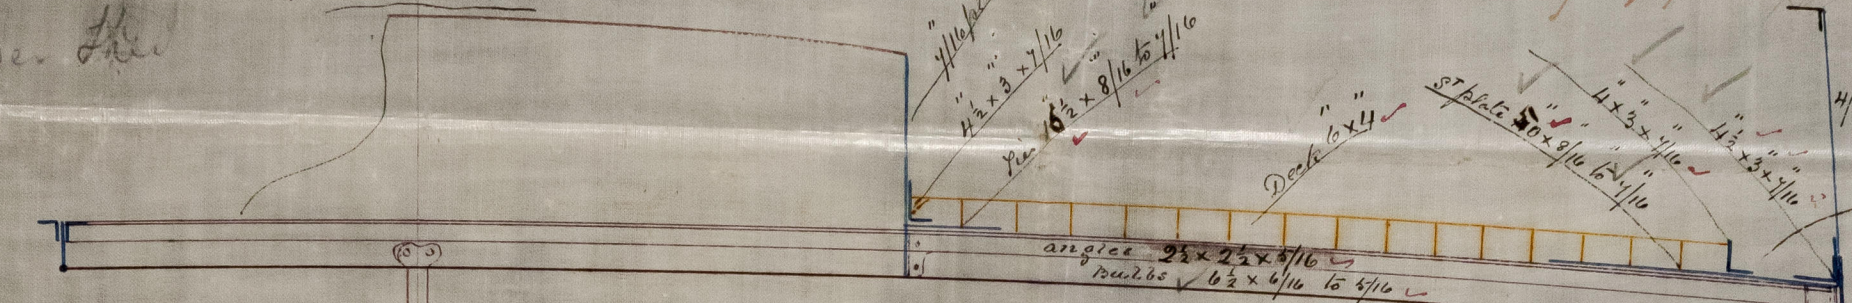 4½" × 3" × 7/16
Tie 16½" × 8/16 to 7/16"
Deck 6" × 4"
St plate 50" × 8/16" to 7/16"
4" × 3" × 7/16"
4½" × 3" × 7/16"
angles 2½ × 2½ × 5/16
Bulbs 6½ × 6/16 to 5/16